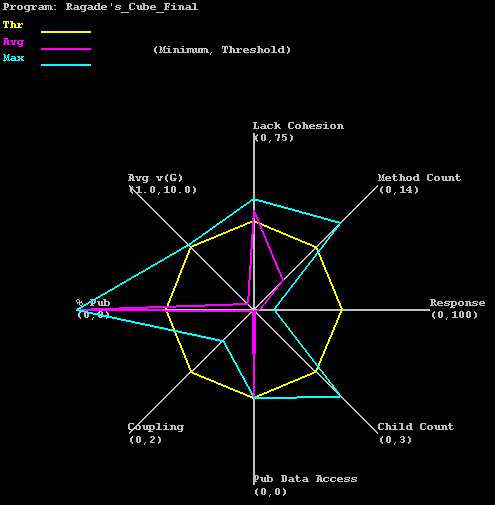 Program: Ragade's_Cube_Final
Thr
Avg
(Minimum, Threshold)
Max
Lack Cohesion
(0,75)
Avg v(G)
(1.0,10.0)
Method Count
(0,14)
% Pub
(0,0)
Response
(0,100)
Coupling
(0,2)
Child Count
(0,3)
Pub Data Access
(0,0)